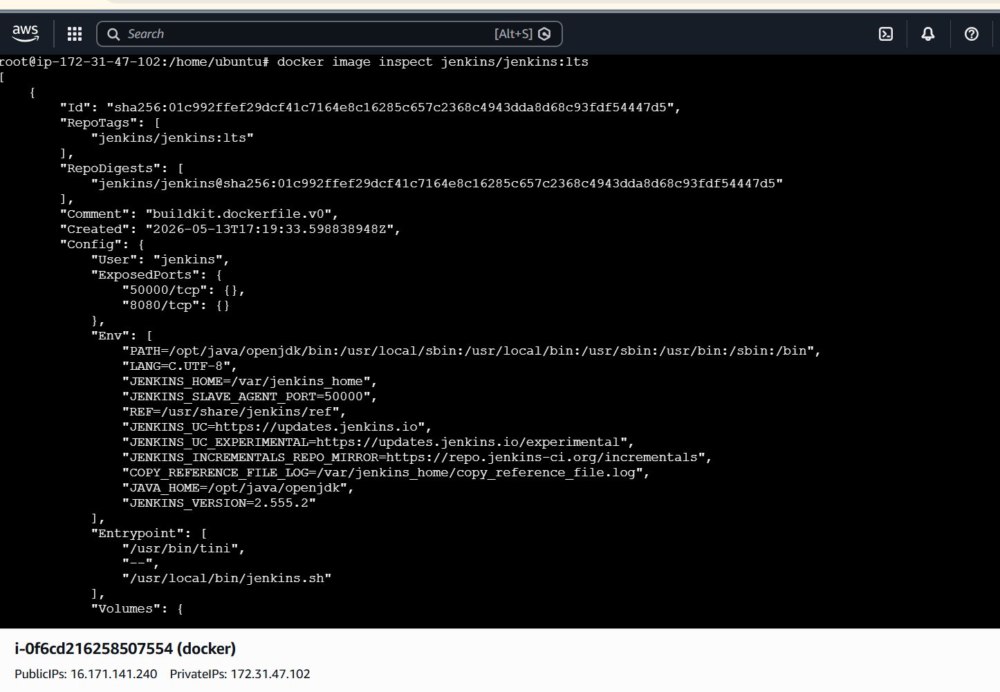 aws
Search [Alt+S]
root@ip-172-31-47-102:/home/ubuntu# docker image inspect jenkins/jenkins:lts
[
    {
        "Id": "sha256:01c992ffef29dcf41c7164e8c16285c657c2368c4943dda8d68c93fdf54447d5",
        "RepoTags": [
            "jenkins/jenkins:lts"
        ],
        "RepoDigests": [
            "jenkins/jenkins@sha256:01c992ffef29dcf41c7164e8c16285c657c2368c4943dda8d68c93fdf54447d5"
        ],
        "Comment": "buildkit.dockerfile.v0",
        "Created": "2026-05-13T17:19:33.598838948Z",
        "Config": {
            "User": "jenkins",
            "ExposedPorts": {
                "50000/tcp": {},
                "8080/tcp": {}
            },
            "Env": [
                "PATH=/opt/java/openjdk/bin:/usr/local/sbin:/usr/local/bin:/usr/sbin:/usr/bin:/sbin:/bin",
                "LANG=C.UTF-8",
                "JENKINS_HOME=/var/jenkins_home",
                "JENKINS_SLAVE_AGENT_PORT=50000",
                "REF=/usr/share/jenkins/ref",
                "JENKINS_UC=https://updates.jenkins.io",
                "JENKINS_UC_EXPERIMENTAL=https://updates.jenkins.io/experimental",
                "JENKINS_INCREMENTALS_REPO_MIRROR=https://repo.jenkins-ci.org/incrementals",
                "COPY_REFERENCE_FILE_LOG=/var/jenkins_home/copy_reference_file.log",
                "JAVA_HOME=/opt/java/openjdk",
                "JENKINS_VERSION=2.555.2"
            ],
            "Entrypoint": [
                "/usr/bin/tini",
                "--",
                "/usr/local/bin/jenkins.sh"
            ],
            "Volumes": {
i-0f6cd216258507554 (docker)
PublicIPs: 16.171.141.240 PrivateIPs: 172.31.47.102